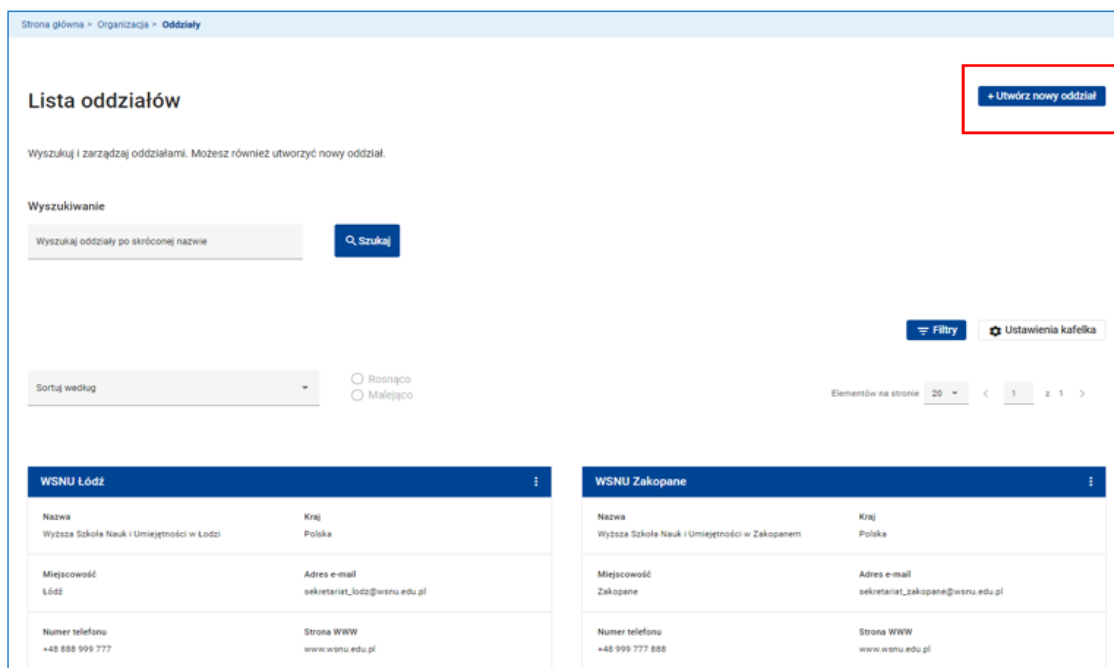 Strona główna > Organizacja > Oddziały
Lista oddziałów
+ Utwórz nowy oddział
Wyszukuj i zarządzaj oddziałami. Możesz również utworzyć nowy oddział.
Wyszukiwanie
Wyszukaj oddziały po skróconej nazwie
Szukaj
Filtry
Ustawienia kafelka
Sortuj według
Rosnąco
Malejąco
Elementów na stronie 20 < 1 z 1 >
WSNU Łódź
Nazwa Kraj
Wyższa Szkoła Nauk i Umiejętności w Łodzi Polska
Miejscowość Adres e-mail
Łódź sekretariat_lodz@wsnu.edu.pl
Numer telefonu Strona WWW
+48 888 999 777 www.wsnu.edu.pl
WSNU Zakopane
Nazwa Kraj
Wyższa Szkoła Nauk i Umiejętności w Zakopanem Polska
Miejscowość Adres e-mail
Zakopane sekretariat_zakopane@wsnu.edu.pl
Numer telefonu Strona WWW
+48 999 777 888 www.wsnu.edu.pl